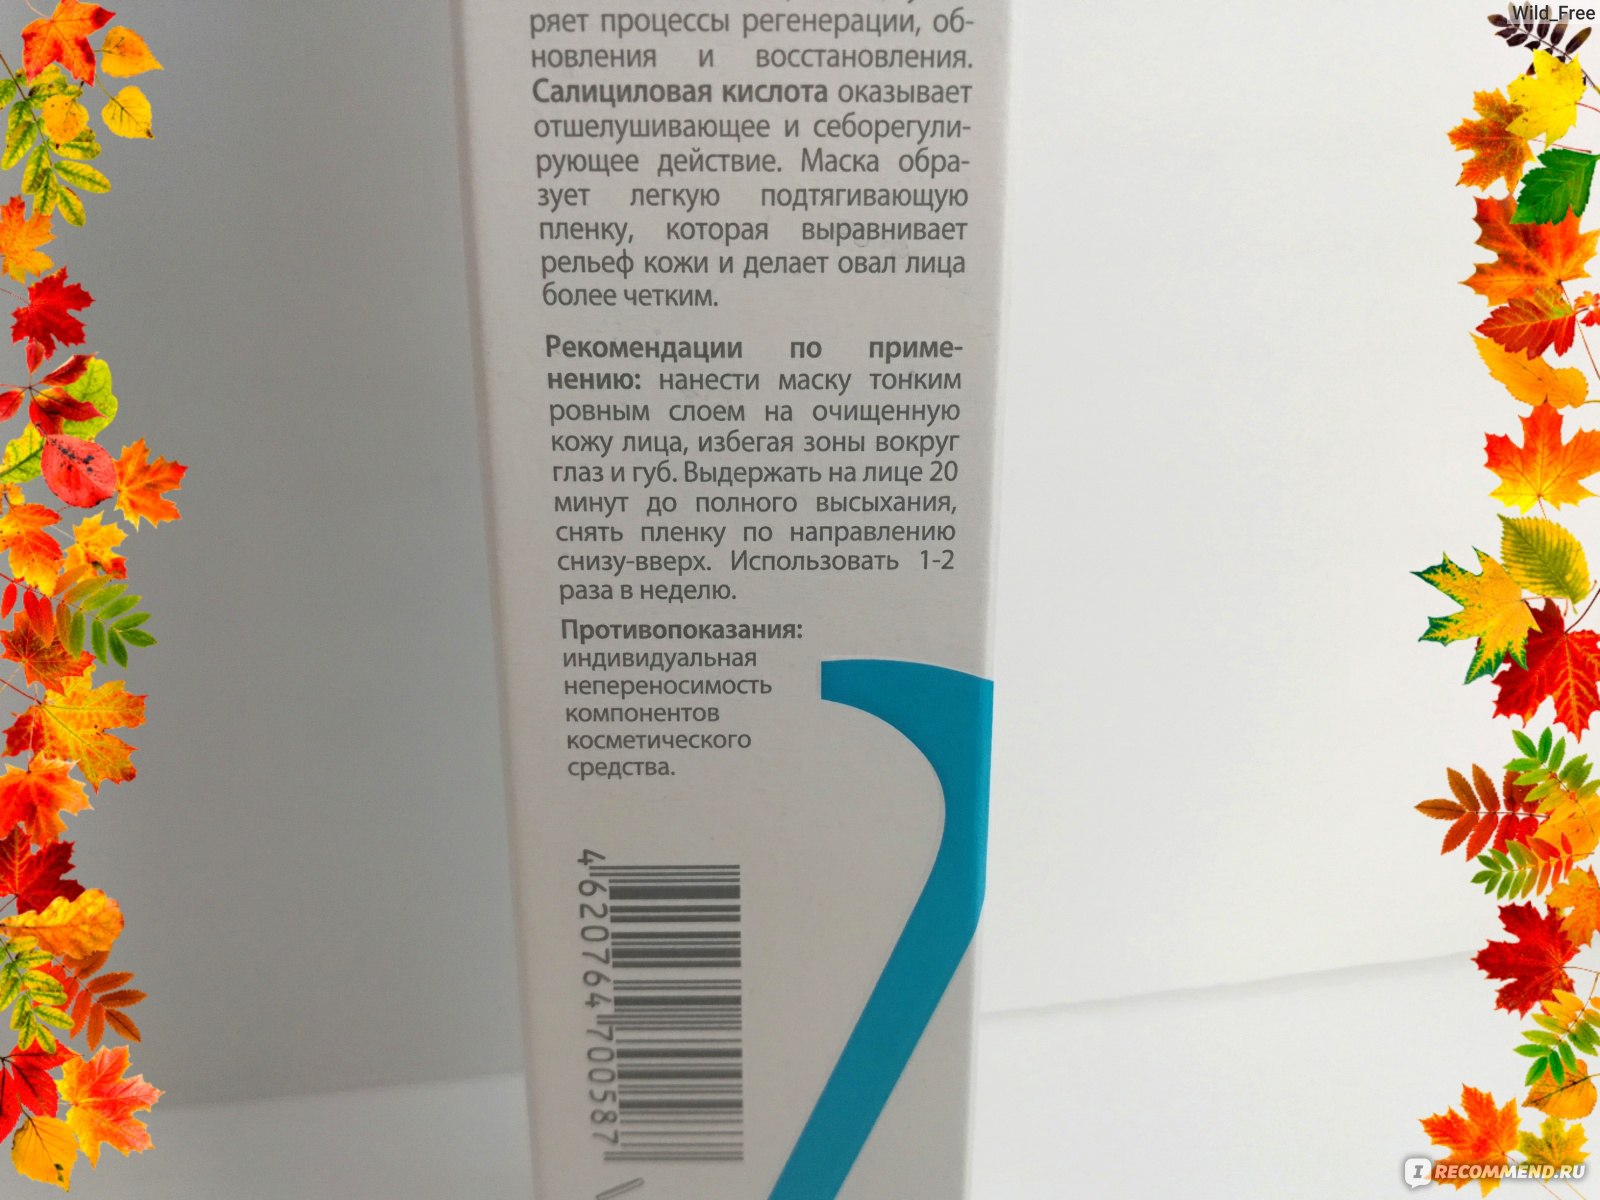 Wild_Free
ряет процессы регенерации, об-
новления и восстановления.
Салициловая кислота оказывает
отшелушивающее и себорегули-
рующее действие. Маска обра-
зует легкую подтягивающую
пленку, которая выравнивает
рельеф кожи и делает овал лица
более четким.
Рекомендации по приме-
нению: нанести маску тонким
ровным слоем на очищенную
кожу лица, избегая зоны вокруг
глаз и губ. Выдержать на лице 20
минут до полного высыхания,
снять пленку по направлению
снизу-вверх. Использовать 1-2
раза в неделю.
Противопоказания:
индивидуальная
непереносимость
компонентов
косметического
средства.
4620764700587
IRECOMMEND.RU